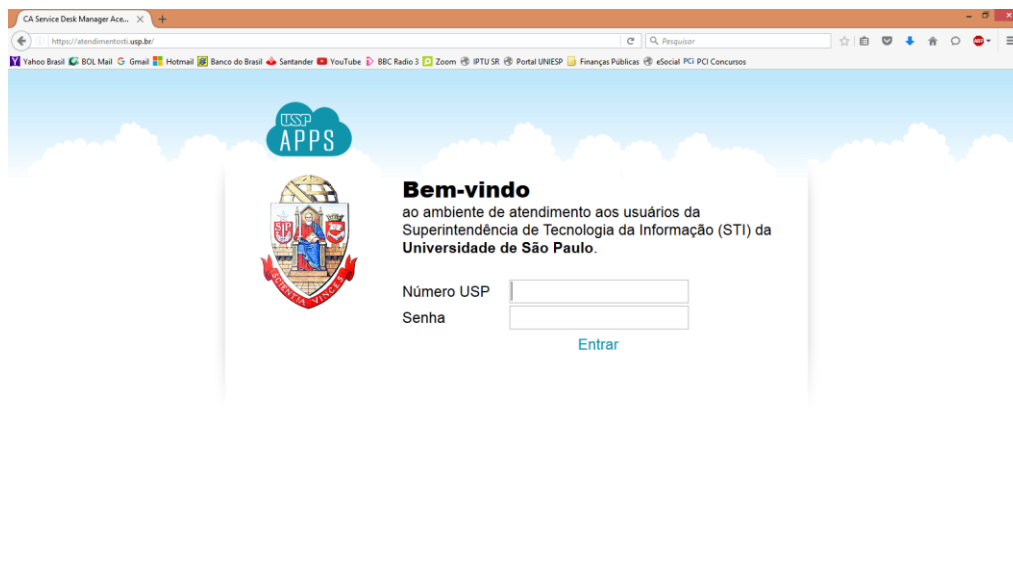 CA Service Desk Manager Ace...
https://atendimentosti.usp.br/
Pesquisar
Yahoo Brasil BOL Mail Gmail Hotmail Banco do Brasil Santander YouTube BBC Radio 3 Zoom IPTU SR Portal UNIESP Finanças Públicas eSocial PCi PCI Concursos
USP
APPS
Bem-vindo
ao ambiente de atendimento aos usuários da
Superintendência de Tecnologia da Informação (STI) da
Universidade de São Paulo.
SCIENTIA VINCES
Número USP
Senha
Entrar